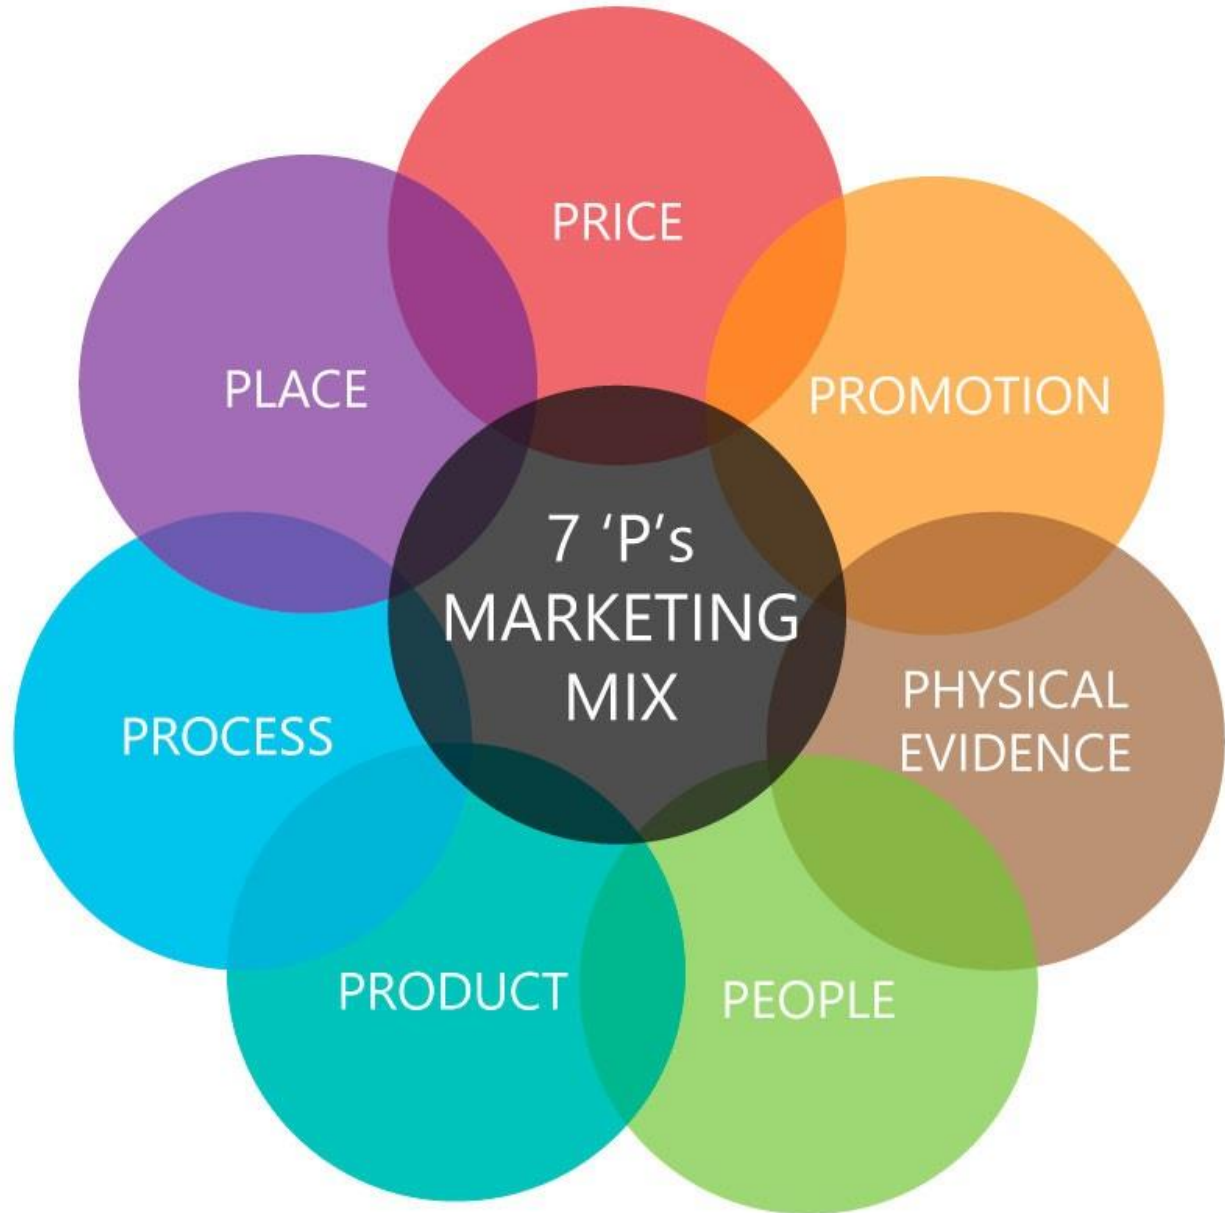 PRICE
PROMOTION
PLACE
7 ‘P’s
MARKETING
MIX
PHYSICAL
EVIDENCE
PROCESS
PRODUCT
PEOPLE